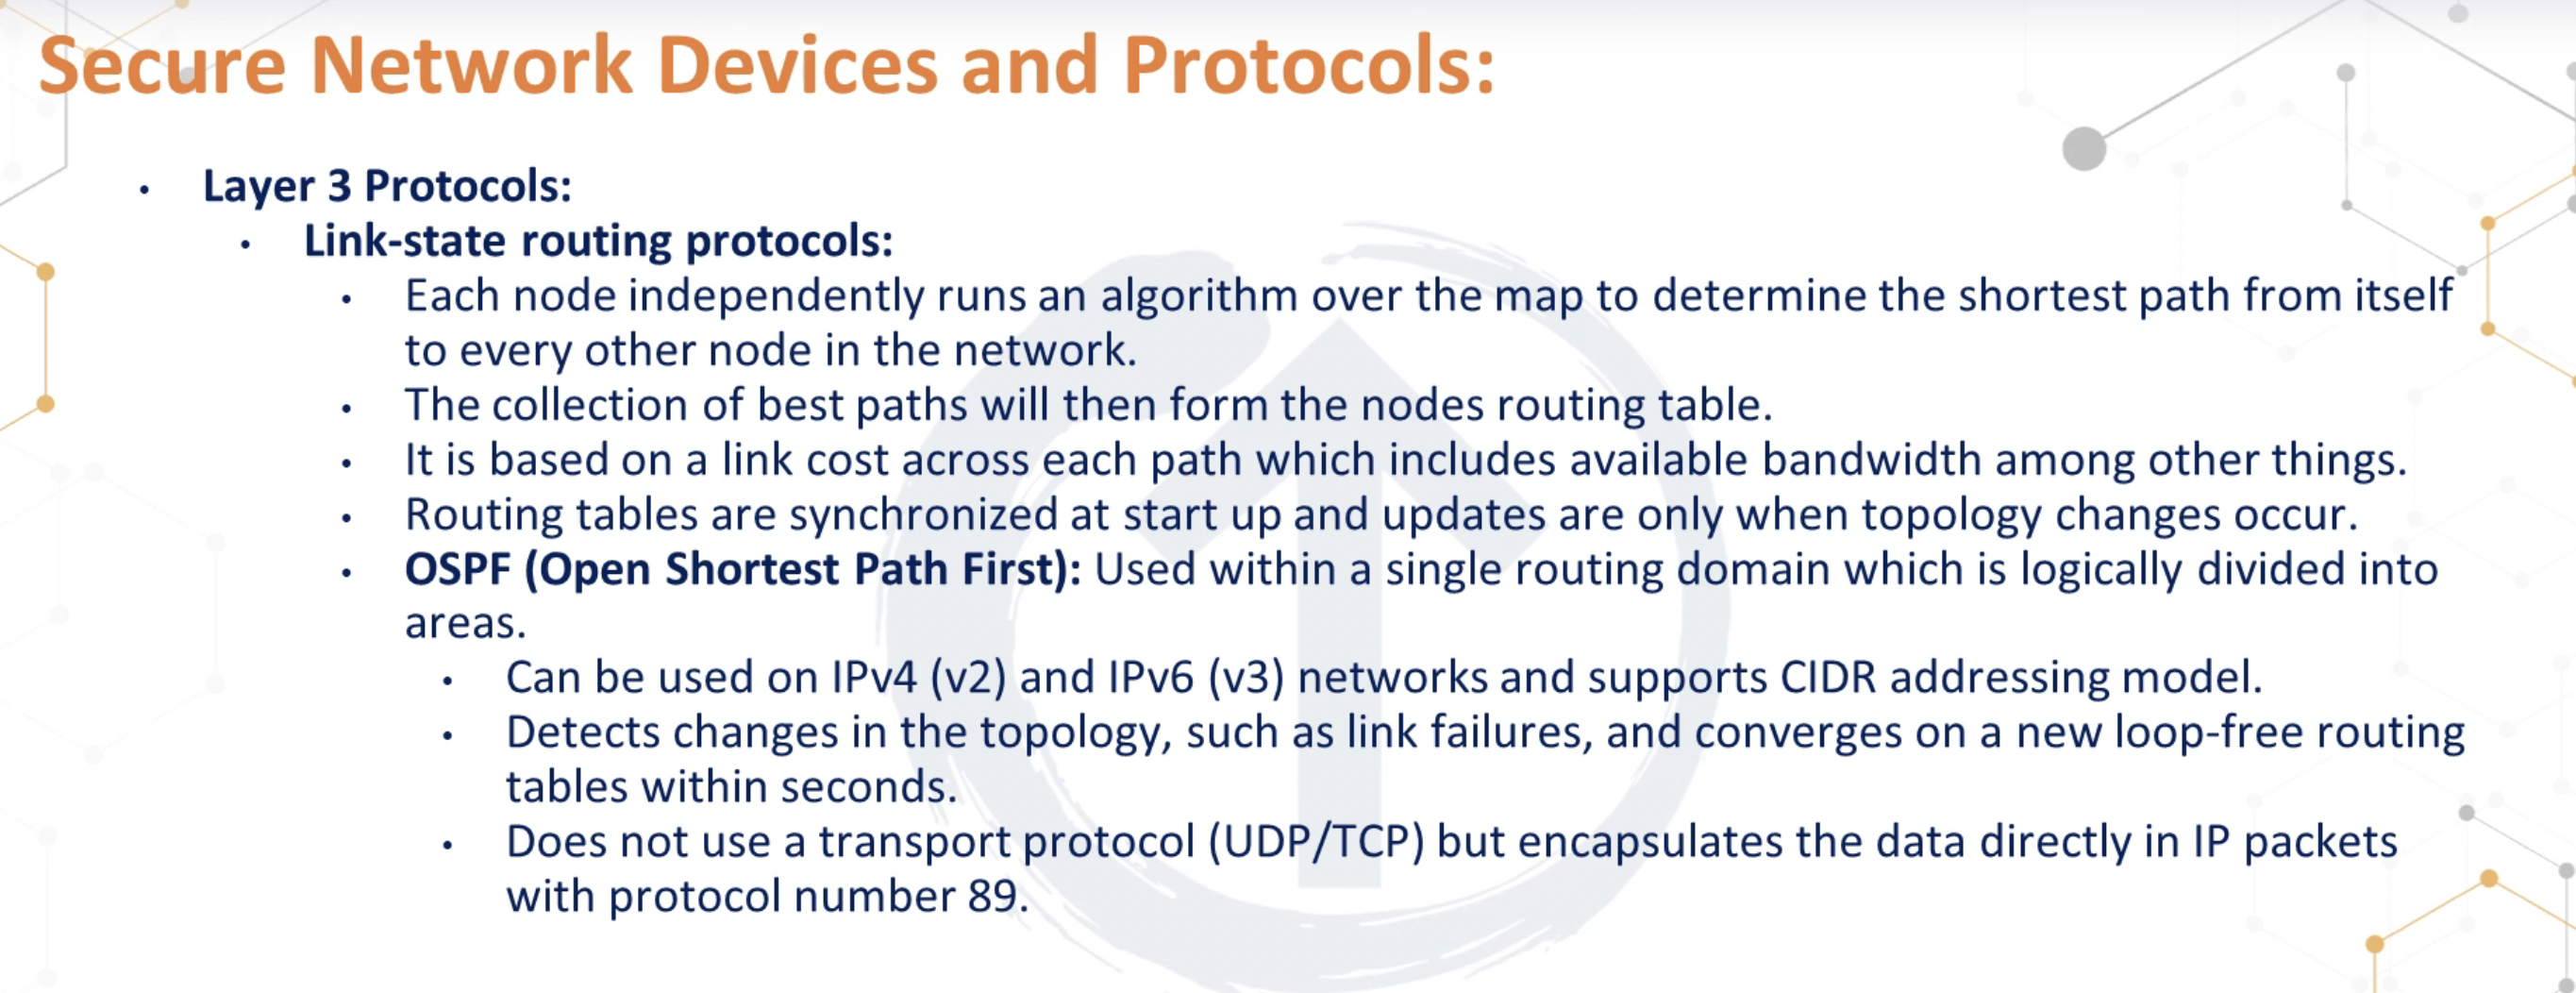 Secure Network Devices and Protocols:
• Layer 3 Protocols:
• Link-state routing protocols:
• Each node independently runs an algorithm over the map to determine the shortest path from itself
to every other node in the network.
• The collection of best paths will then form the nodes routing table.
• It is based on a link cost across each path which includes available bandwidth among other things.
• Routing tables are synchronized at start up and updates are only when topology changes occur.
• OSPF (Open Shortest Path First): Used within a single routing domain which is logically divided into
areas.
• Can be used on IPv4 (v2) and IPv6 (v3) networks and supports CIDR addressing model.
• Detects changes in the topology, such as link failures, and converges on a new loop-free routing
tables within seconds.
• Does not use a transport protocol (UDP/TCP) but encapsulates the data directly in IP packets
with protocol number 89.